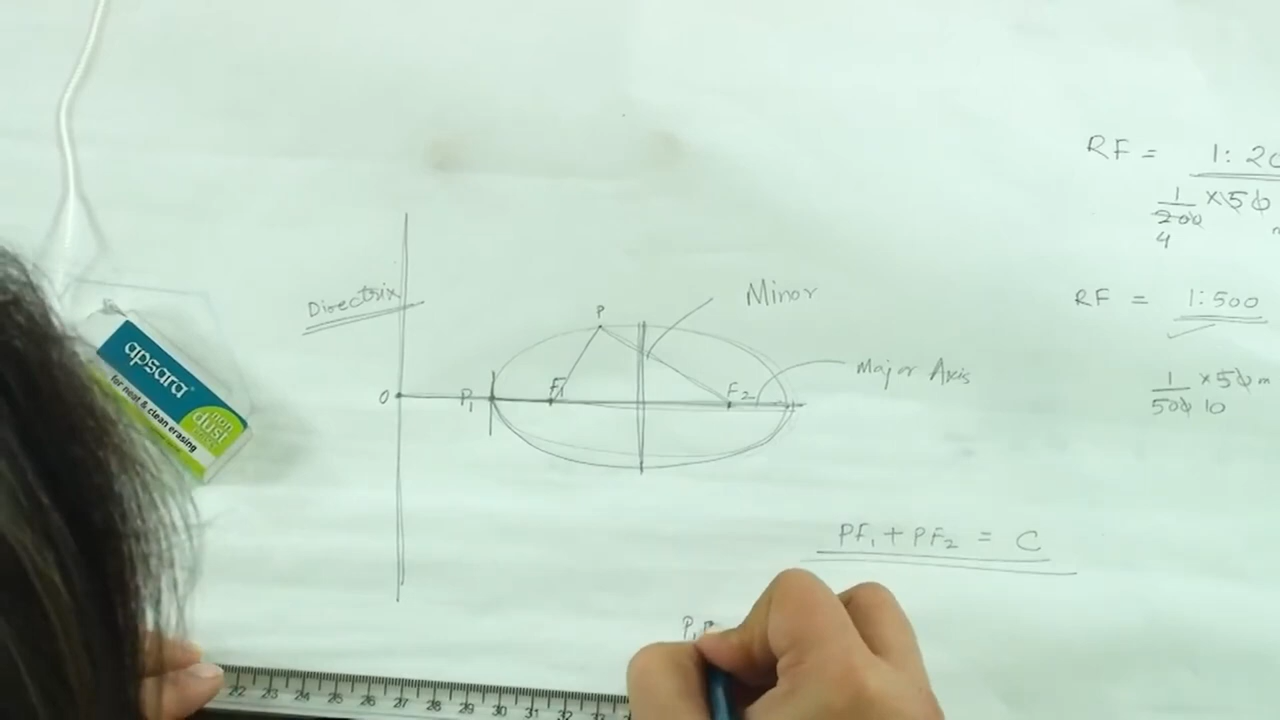 RF = 1: 20
1 × 50
200
4
Directrix
Minor
RF = 1:500
P
apsara
for neat & clean erasing
non
dust
F1
F2
Major Axis
O
P1
1 × 50 m
500 10
PF1 + PF2 = C
P1
22 23 24 25 26 27 28 29 30 31 32 33